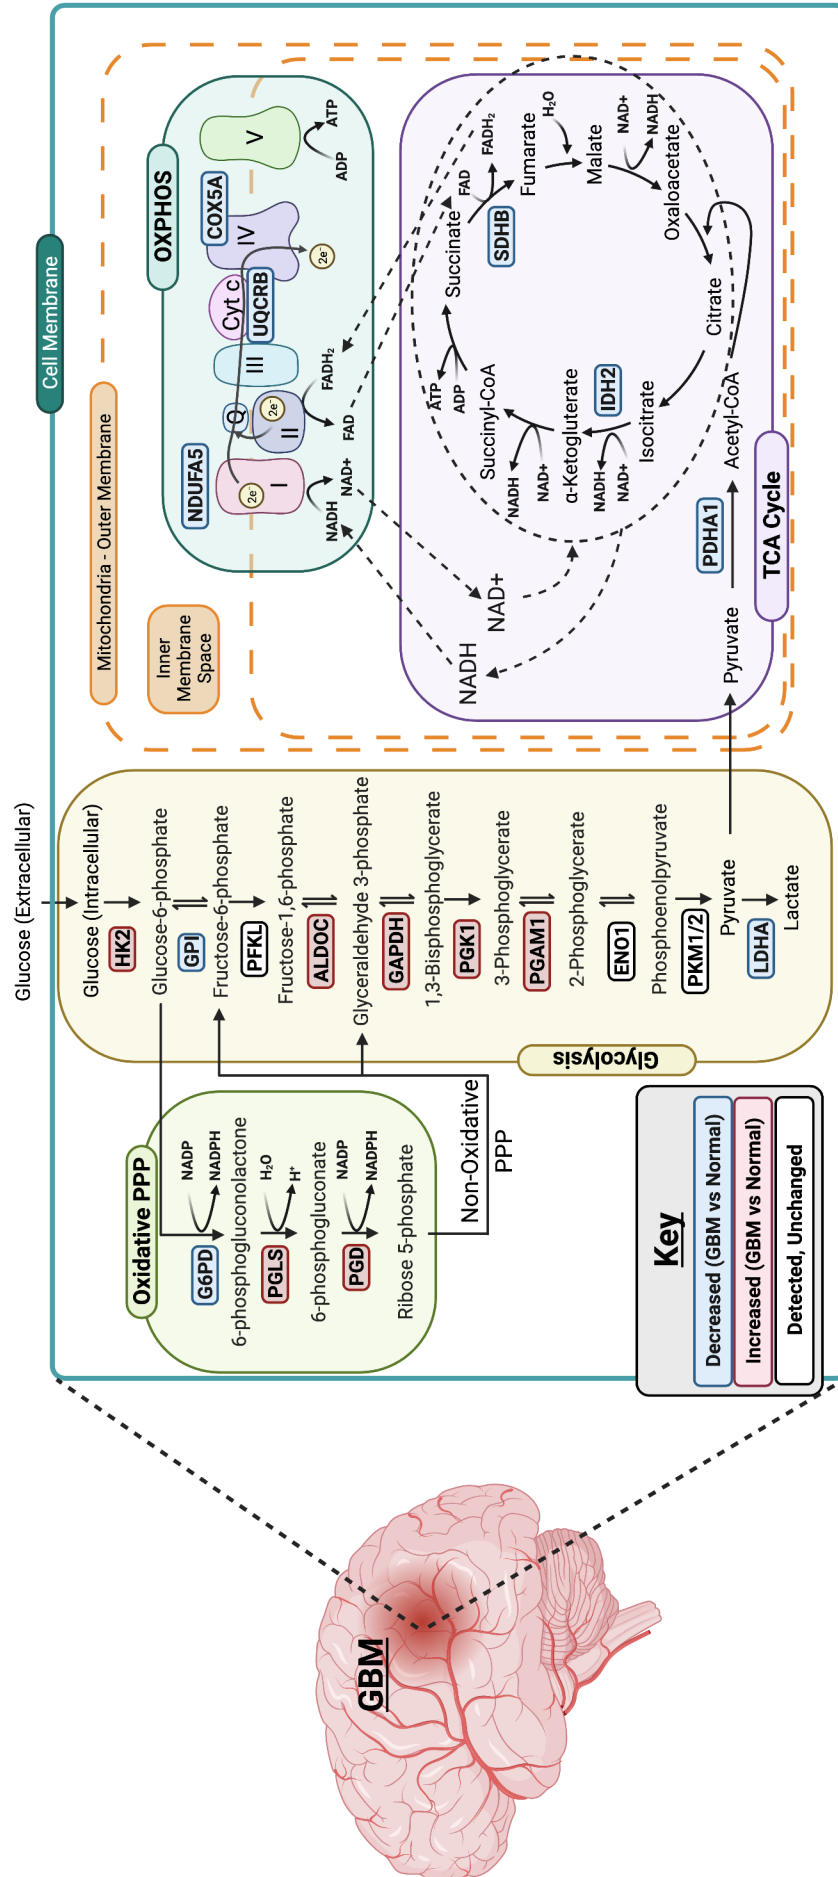 GBM
Cell Membrane
Glucose (Extracellular)
Oxidative PPP
G6PD
NADP
NADPH
6-phosphogluconolactone
PGLS
H₂O
H⁺
6-phosphogluconate
PGD
NADP
NADPH
Ribose 5-phosphate
Non-Oxidative
PPP
Key
Decreased (GBM vs Normal)
Increased (GBM vs Normal)
Detected, Unchanged
Glycolysis
Glucose (Intracellular)
HK2
Glucose-6-phosphate
GPI
Fructose-6-phosphate
PFKL
Fructose-1,6-phosphate
ALDOC
Glyceraldehyde 3-phosphate
GAPDH
1,3-Bisphosphoglycerate
PGK1
3-Phosphoglycerate
PGAM1
2-Phosphoglycerate
ENO1
Phosphoenolpyruvate
PKM1/2
Pyruvate
LDHA
Lactate
Mitochondria - Outer Membrane
Inner
Membrane
Space
OXPHOS
NDUFA5
I
2e⁻
NADH
NAD+
Q
2e⁻
II
FAD
FADH₂
III
UQCRB
Cyt c
COX5A
IV
2e⁻
V
ADP
ATP
NADH
NAD+
TCA Cycle
Pyruvate
PDHA1
Acetyl-CoA
Citrate
Isocitrate
IDH2
NAD+
NADH
α-Ketogluterate
NAD+
NADH
Succinyl-CoA
ADP
ATP
Succinate
SDHB
FAD
FADH₂
Fumarate
H₂O
Malate
NAD+
NADH
Oxaloacetate